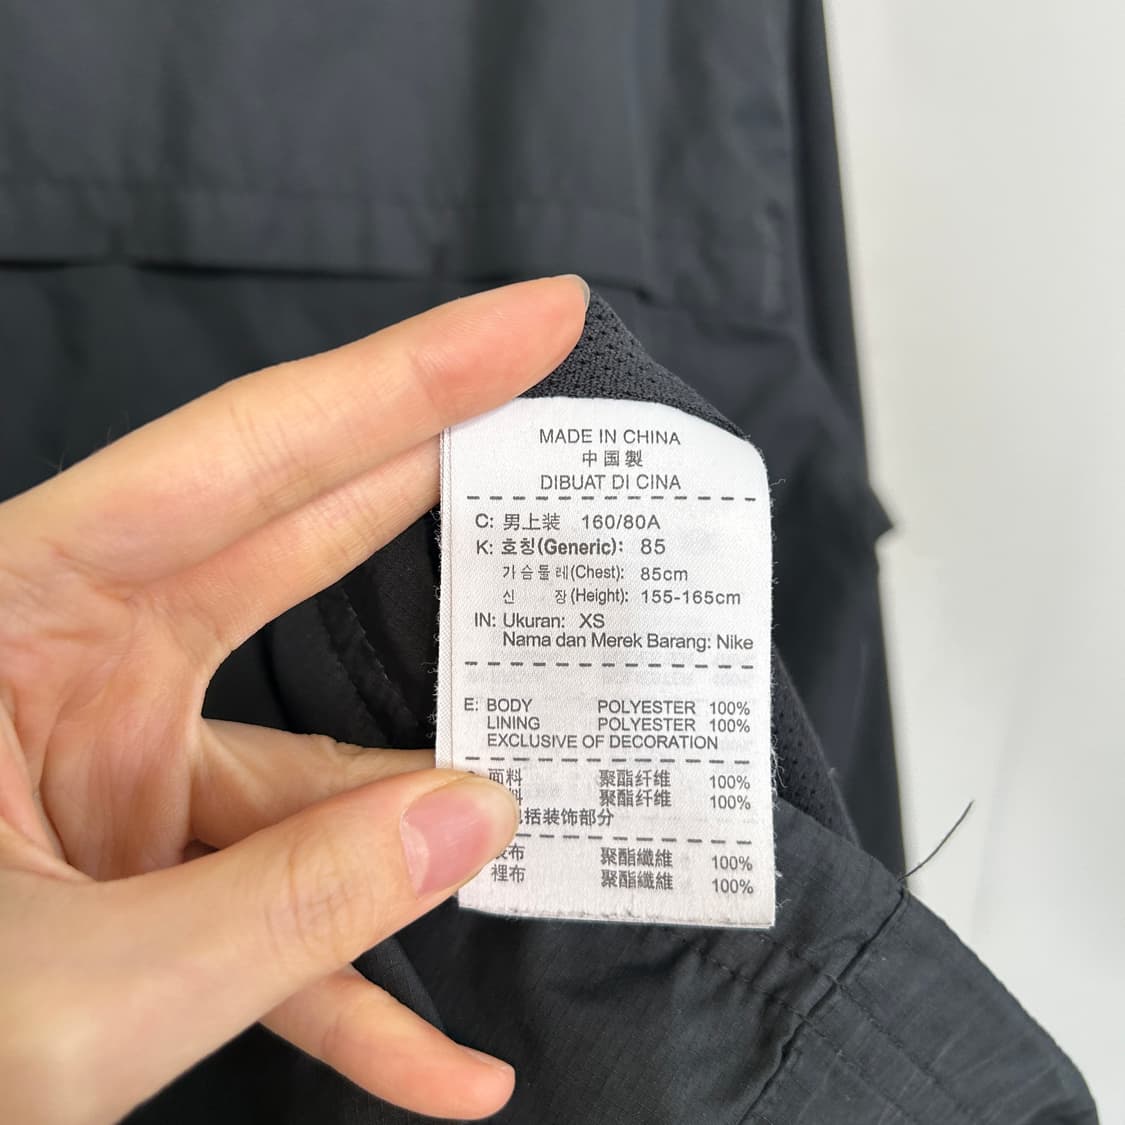 MADE IN CHINA
中国製
DIBUAT DI CINA
C: 男上装 160/80A
K: 호칭(Generic): 85
가슴둘레(Chest): 85cm
신 장(Height): 155-165cm
IN: Ukuran: XS
Nama dan Merek Barang: Nike
E: BODY POLYESTER 100%
LINING POLYESTER 100%
EXCLUSIVE OF DECORATION
面料 聚酯纤维 100%
料 聚酯纤维 100%
括装饰部分
表布 聚酯纖維 100%
裡布 聚酯纖維 100%